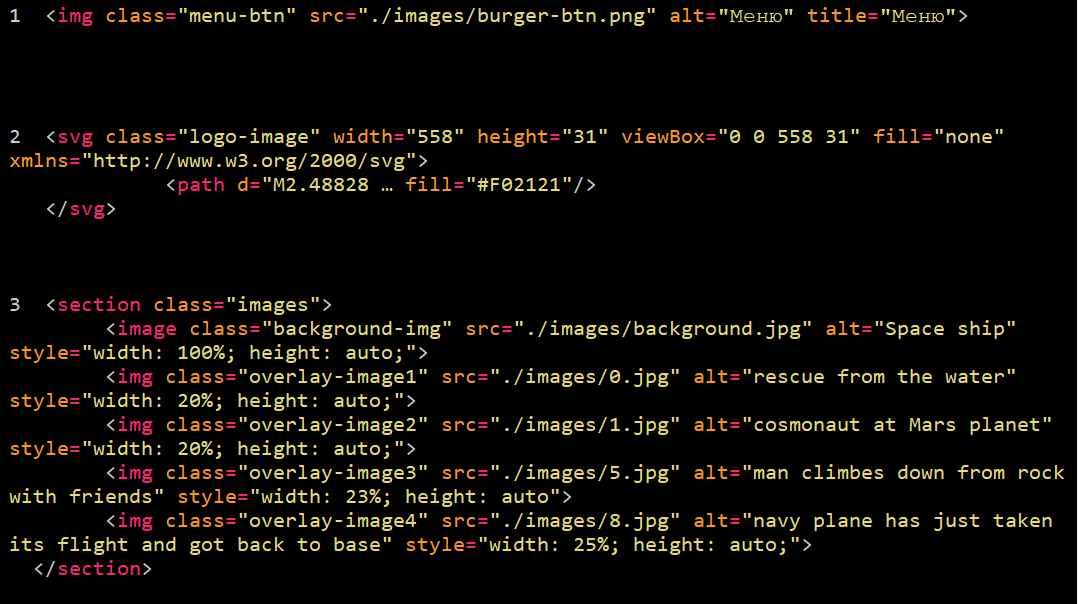 1  <img class="menu-btn" src="./images/burger-btn.png" alt="Меню" title="Меню">
2  <svg class="logo-image" width="558" height="31" viewBox="0 0 558 31" fill="none"
xmlns="http://www.w3.org/2000/svg">
<path d="M2.48828 … fill="#F02121"/>
</svg>
3  <section class="images">
<image class="background-img" src="./images/background.jpg" alt="Space ship"
style="width: 100%; height: auto;">
<img class="overlay-image1" src="./images/0.jpg" alt="rescue from the water"
style="width: 20%; height: auto;">
<img class="overlay-image2" src="./images/1.jpg" alt="cosmonaut at Mars planet"
style="width: 20%; height: auto;">
<img class="overlay-image3" src="./images/5.jpg" alt="man climbes down from rock
with friends" style="width: 23%; height: auto">
<img class="overlay-image4" src="./images/8.jpg" alt="navy plane has just taken
its flight and got back to base" style="width: 25%; height: auto;">
</section>